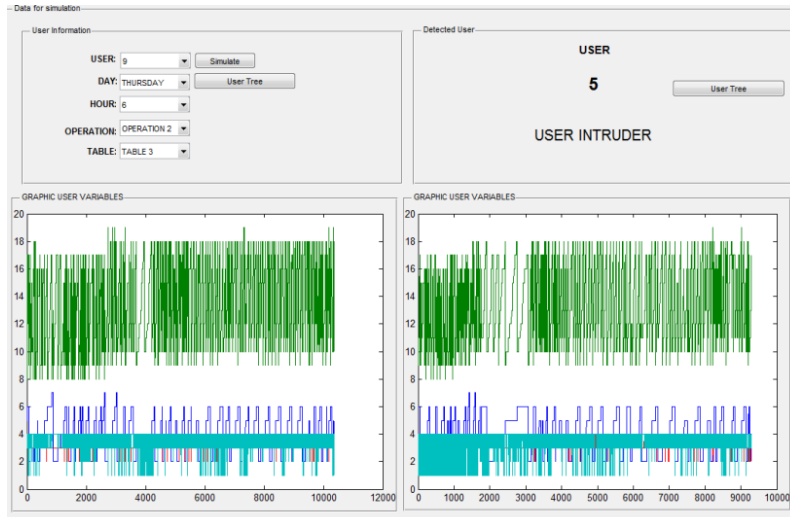 Data for simulation
User Information
USER: 9 Simulate
DAY: THURSDAY User Tree
HOUR: 6
OPERATION: OPERATION 2
TABLE: TABLE 3
Detected User
USER
5 User Tree
USER INTRUDER
GRAPHIC USER VARIABLES
20
18
16
14
12
10
8
6
4
2
0
0 2000 4000 6000 8000 10000 12000
GRAPHIC USER VARIABLES
20
18
16
14
12
10
8
6
4
2
0
0 1000 2000 3000 4000 5000 6000 7000 8000 9000 10000